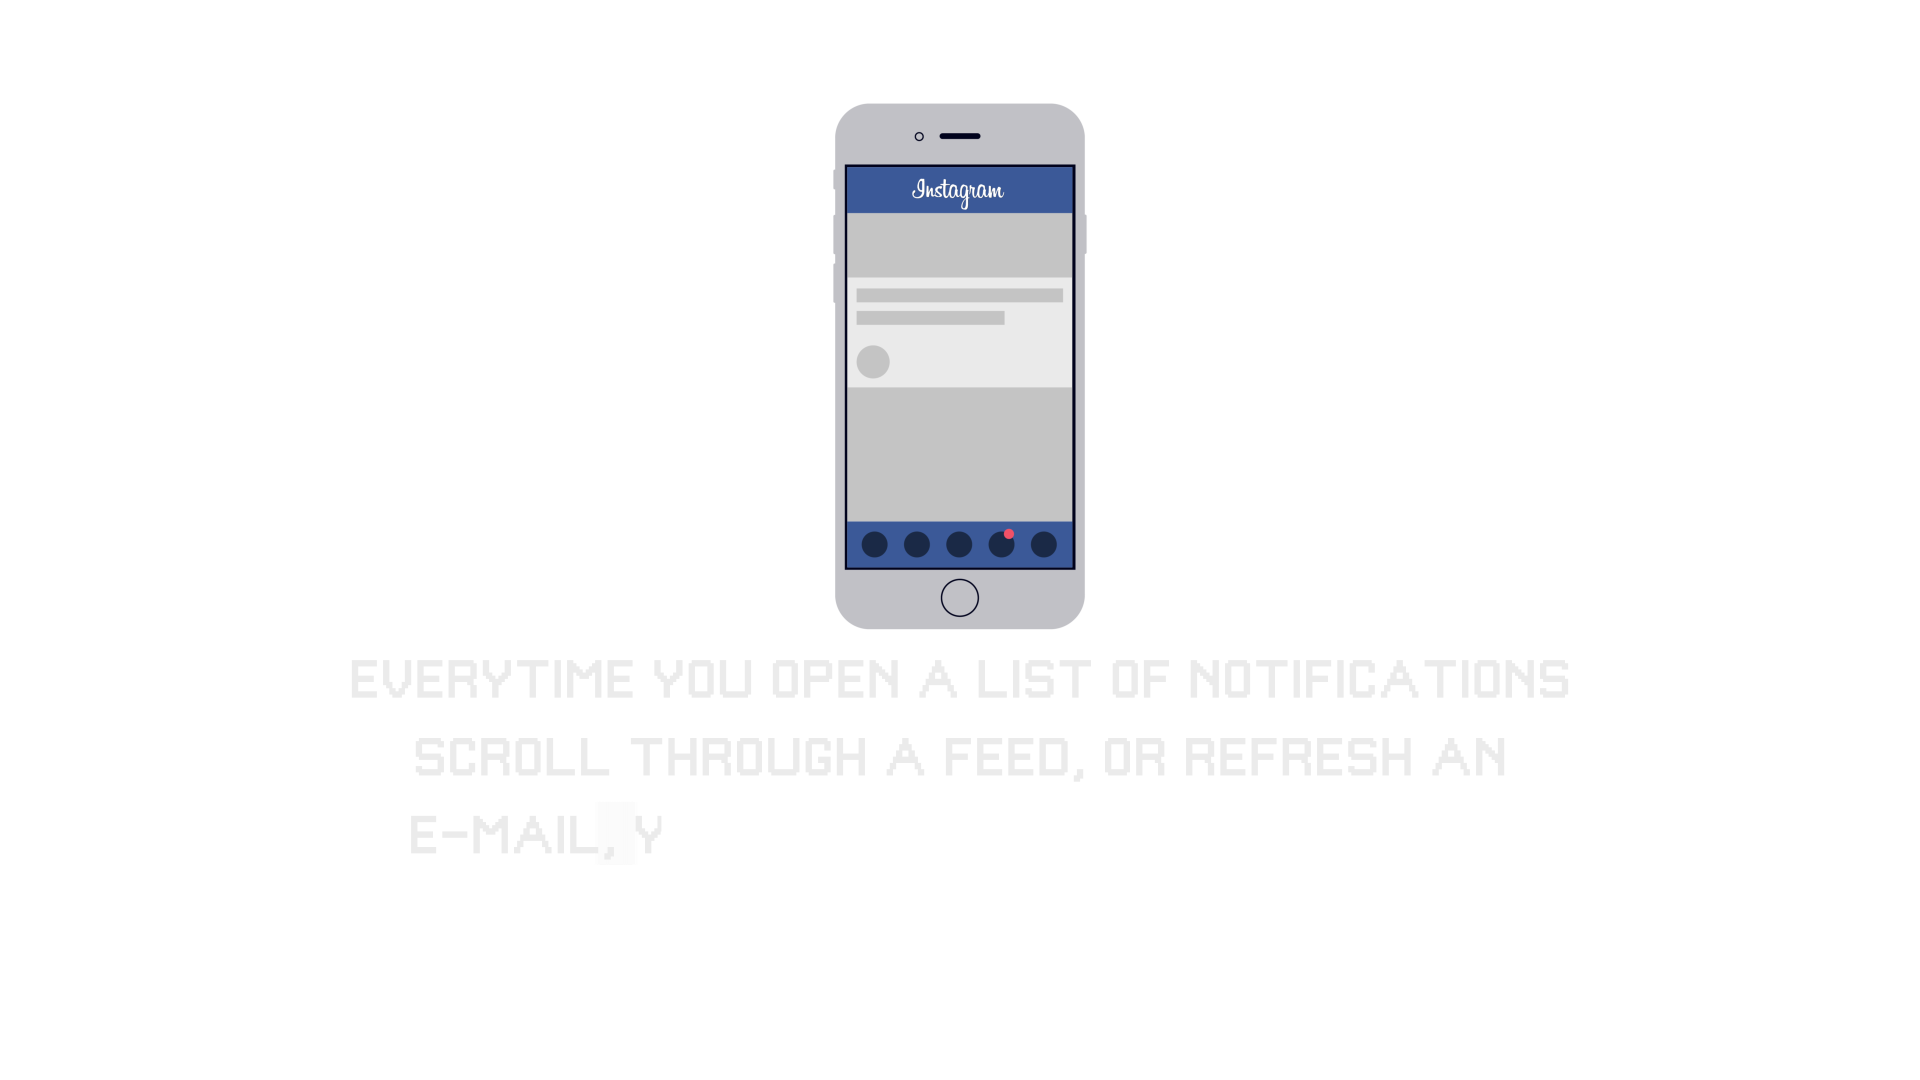 Instagram
EVERYTIME YOU OPEN A LIST OF NOTIFICATIONS
SCROLL THROUGH A FEED, OR REFRESH AN
E-MAIL, Y